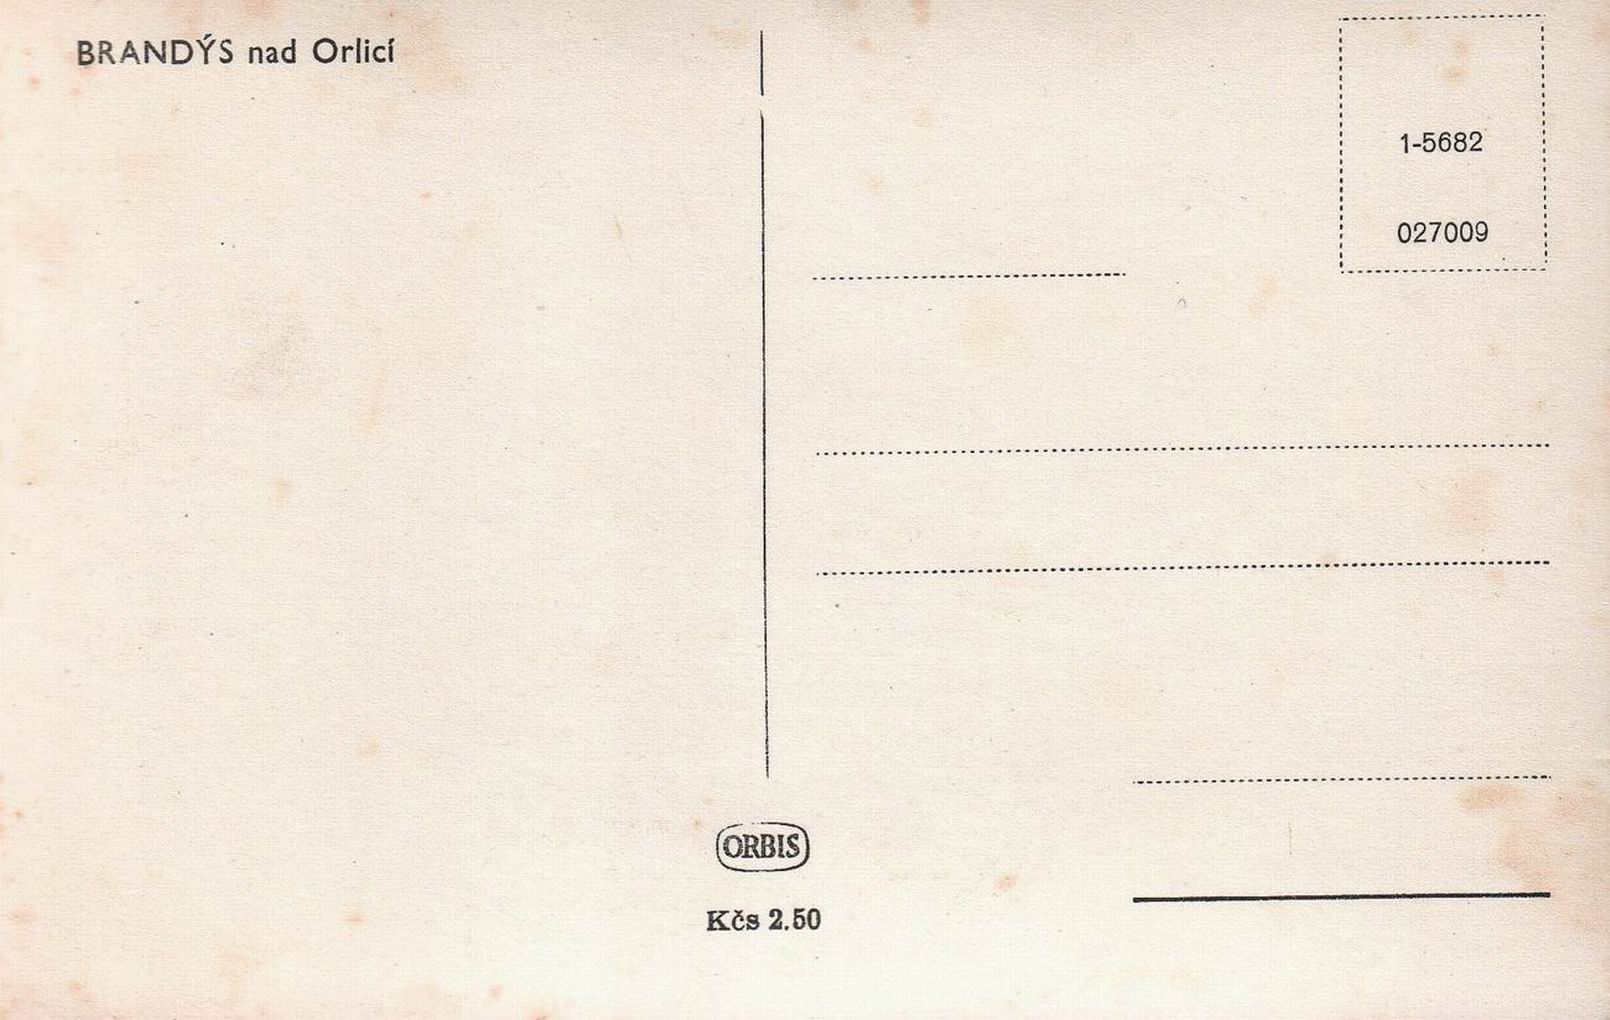 BRANDÝS nad Orlicí
1-5682
027009
ORBIS
Kčs 2.50